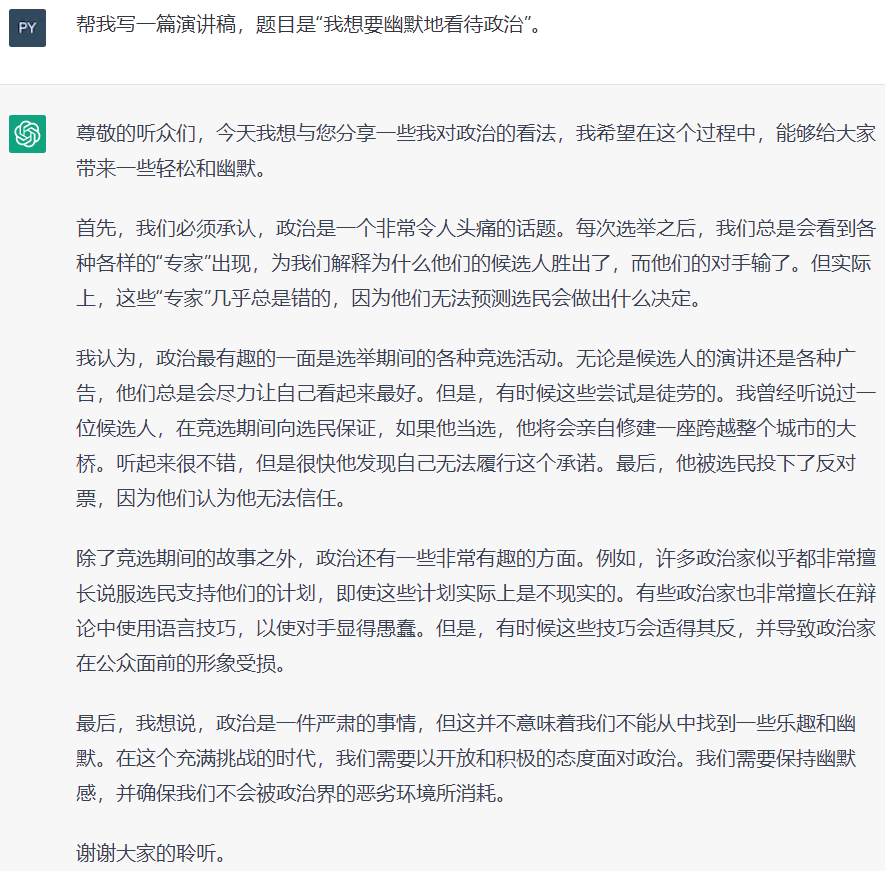 PY
帮我写一篇演讲稿，题目是“我想要幽默地看待政治”。
尊敬的听众们，今天我想与您分享一些我对政治的看法，我希望在这个过程中，能够给大家
带来一些轻松和幽默。
首先，我们必须承认，政治是一个非常令人头痛的话题。每次选举之后，我们总是会看到各
种各样的“专家”出现，为我们解释为什么他们的候选人胜出了，而他们的对手输了。但实际
上，这些“专家”几乎总是错的，因为他们无法预测选民会做出什么决定。
我认为，政治最有趣的一面是选举期间的各种竞选活动。无论是候选人的演讲还是各种广
告，他们总是会尽力让自己看起来最好。但是，有时候这些尝试是徒劳的。我曾经听说过一
位候选人，在竞选期间向选民保证，如果他当选，他将会亲自修建一座跨越整个城市的大
桥。听起来很不错，但是很快他发现自己无法履行这个承诺。最后，他被选民投下了反对
票，因为他们认为他无法信任。
除了竞选期间的故事之外，政治还有一些非常有趣的方面。例如，许多政治家似乎都非常擅
长说服选民支持他们的计划，即使这些计划实际上是不现实的。有些政治家也非常擅长在辩
论中使用语言技巧，以使对手显得愚蠢。但是，有时候这些技巧会适得其反，并导致政治家
在公众面前的形象受损。
最后，我想说，政治是一件严肃的事情，但这并不意味着我们不能从中找到一些乐趣和幽
默。在这个充满挑战的时代，我们需要以开放和积极的态度面对政治。我们需要保持幽默
感，并确保我们不会被政治界的恶劣环境所消耗。
谢谢大家的聆听。